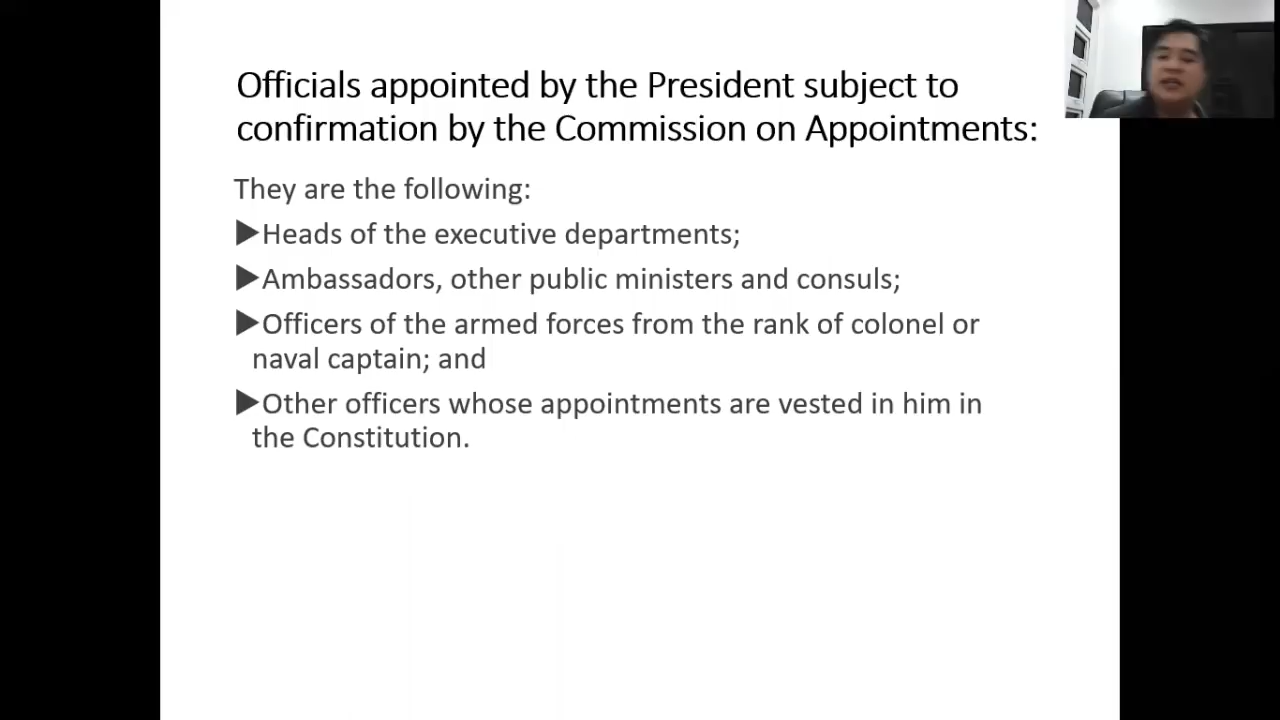 Officials appointed by the President subject to
confirmation by the Commission on Appointments:
They are the following:
▶Heads of the executive departments;
▶Ambassadors, other public ministers and consuls;
▶Officers of the armed forces from the rank of colonel or
naval captain; and
▶Other officers whose appointments are vested in him in
the Constitution.